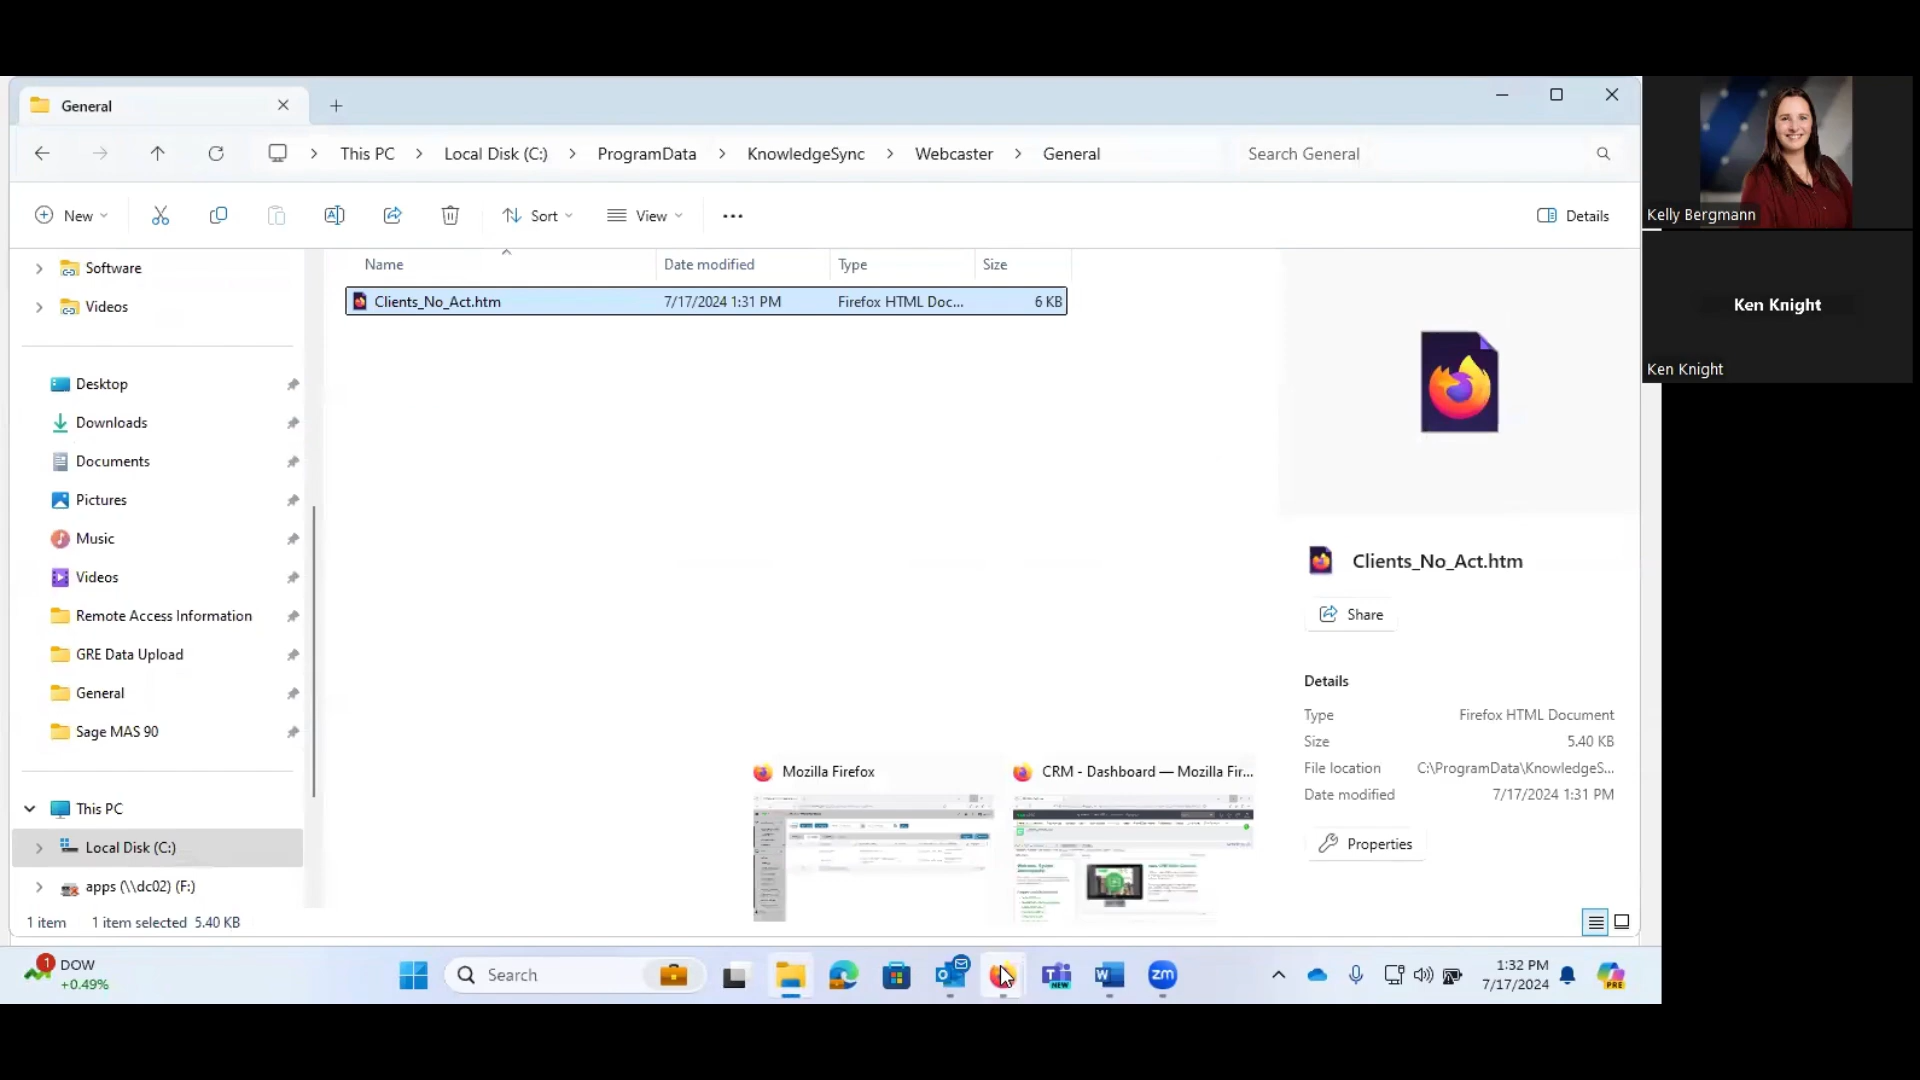 General
This PC
Local Disk (C:)
ProgramData
KnowledgeSync
Webcaster
General
Search General
Kelly Bergmann
New
Sort
View
Details
Software
Videos
Name
Date modified
Type
Size
Clients_No_Act.htm
7/17/2024 1:31 PM
Firefox HTML Doc...
6 KB
Ken Knight
Ken Knight
Desktop
Downloads
Documents
Pictures
Music
Videos
Remote Access Information
GRE Data Upload
General
Sage MAS 90
This PC
Local Disk (C:)
apps (\\dc02) (F:)
Clients_No_Act.htm
Share
Details
Type
Firefox HTML Document
Size
5.40 KB
File location
C:\ProgramData\KnowledgeS...
Date modified
7/17/2024 1:31 PM
Properties
Mozilla Firefox
CRM - Dashboard — Mozilla Fir...
1 item
1 item selected 5.40 KB
1
DOW
+0.49%
Search
NEW
zm
1:32 PM
7/17/2024
PRE